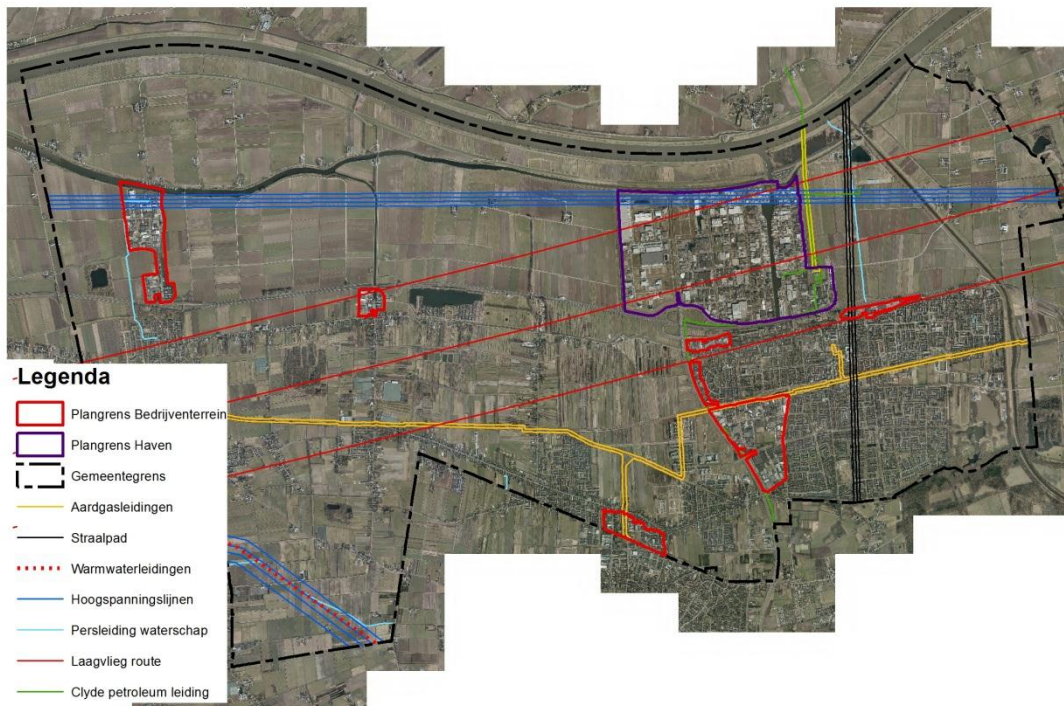 Legenda
Plangrens Bedrijventerrein
Plangrens Haven
Gemeentegrens
Aardgasleidingen
Straalpad
Warmwaterleidingen
Hoogspanningslijnen
Persleiding waterschap
Laagvlieg route
Clyde petroleum leiding